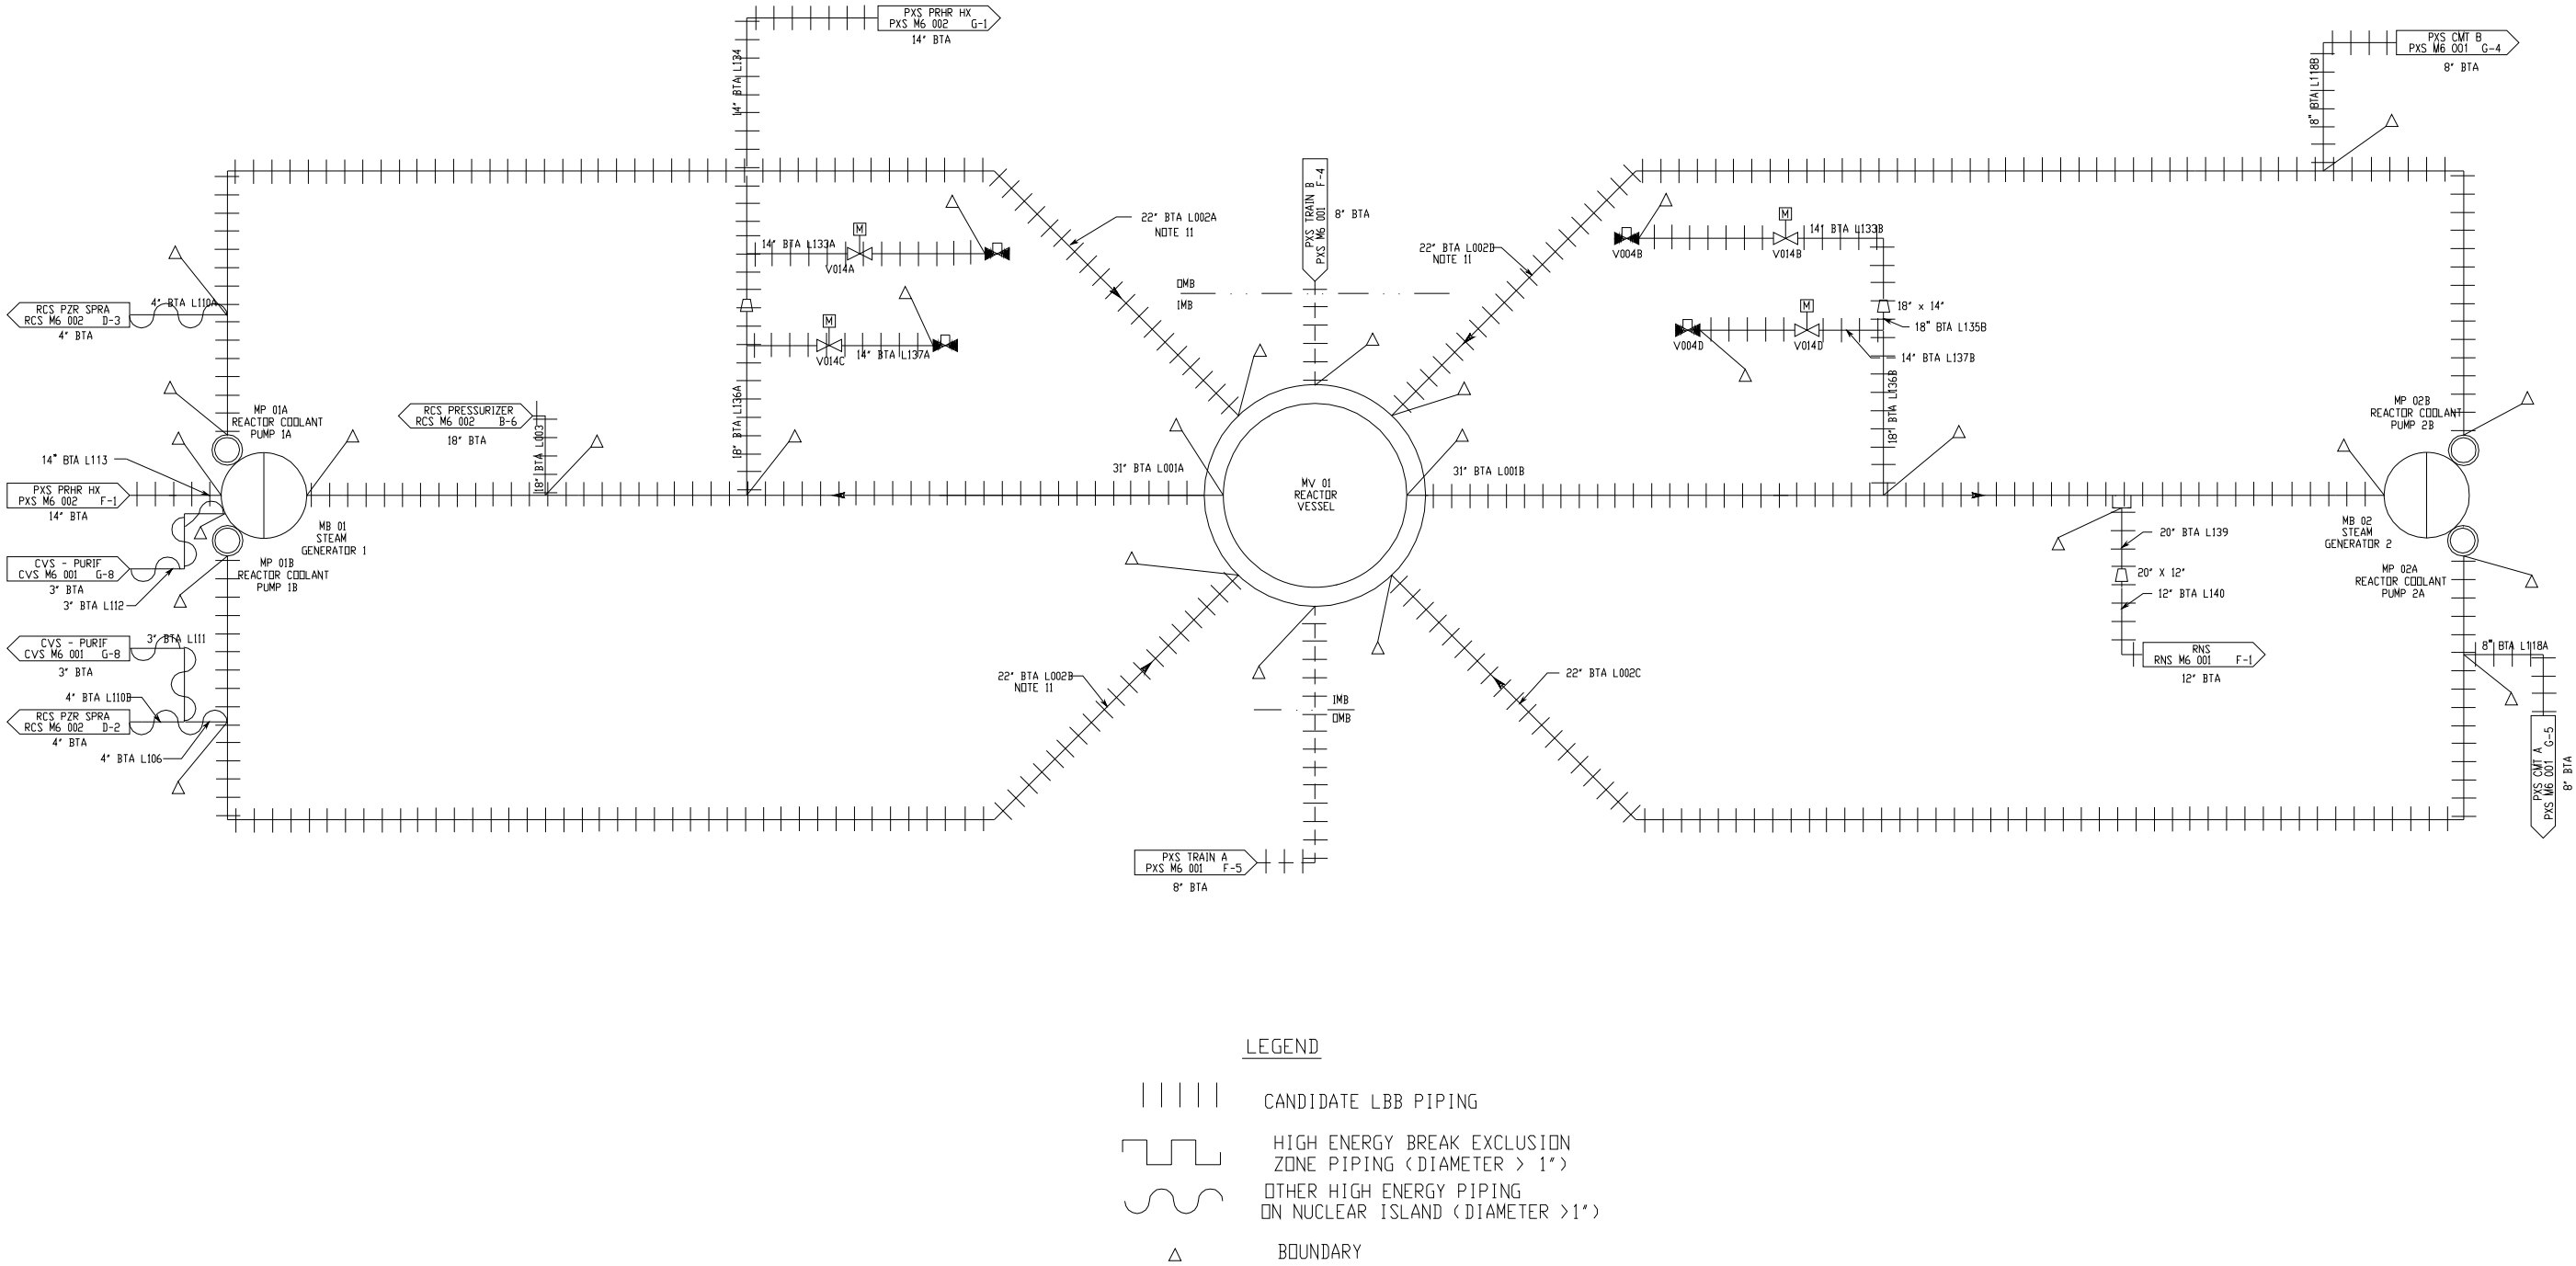 PXS PRHR HX
PXS M6 002 G-1
14" BTA
14" BTA L134
PXS CMT B
PXS M6 001 G-4
8" BTA
8" BTA L118B
22" BTA L002A
NOTE 11
PXS TRAIN B
PXS M6 001 F-4
8" BTA
22" BTA L002D
NOTE 11
14" BTA L133A
M
V014A
M
V014C
14" BTA L137A
OMB
IMB
M
14" BTA L133B
V004B
V014B
M
V004D
V014D
18" x 14"
18" BTA L135B
14" BTA L137B
18" BTA L136B
RCS PZR SPRA
RCS M6 002 D-3
4" BTA
4" BTA L110A
MP 01A
REACTOR COOLANT
PUMP 1A
RCS PRESSURIZER
RCS M6 002 B-6
18" BTA
18" BTA L003
18" BTA L136A
MP 02B
REACTOR COOLANT
PUMP 2B
14" BTA L113
PXS PRHR HX
PXS M6 002 F-1
14" BTA
31" BTA L001A
MV 01
REACTOR
VESSEL
31" BTA L001B
MB 01
STEAM
GENERATOR 1
MB 02
STEAM
GENERATOR 2
CVS - PURIF
CVS M6 001 G-8
3" BTA
3" BTA L112
MP 01B
REACTOR COOLANT
PUMP 1B
20" BTA L139
20" X 12"
12" BTA L140
MP 02A
REACTOR COOLANT
PUMP 2A
CVS - PURIF
CVS M6 001 G-8
3" BTA
3" BTA L111
RNS
RNS M6 001 F-1
12" BTA
8" BTA L118A
4" BTA L110B
RCS PZR SPRA
RCS M6 002 D-2
4" BTA
4" BTA L106
22" BTA L002B
NOTE 11
22" BTA L002C
IMB
OMB
PXS CMT A
PXS M6 001 G-5
8" BTA
PXS TRAIN A
PXS M6 001 F-5
8" BTA
LEGEND
CANDIDATE LBB PIPING
HIGH ENERGY BREAK EXCLUSION
ZONE PIPING (DIAMETER > 1")
OTHER HIGH ENERGY PIPING
ON NUCLEAR ISLAND (DIAMETER >1")
BOUNDARY